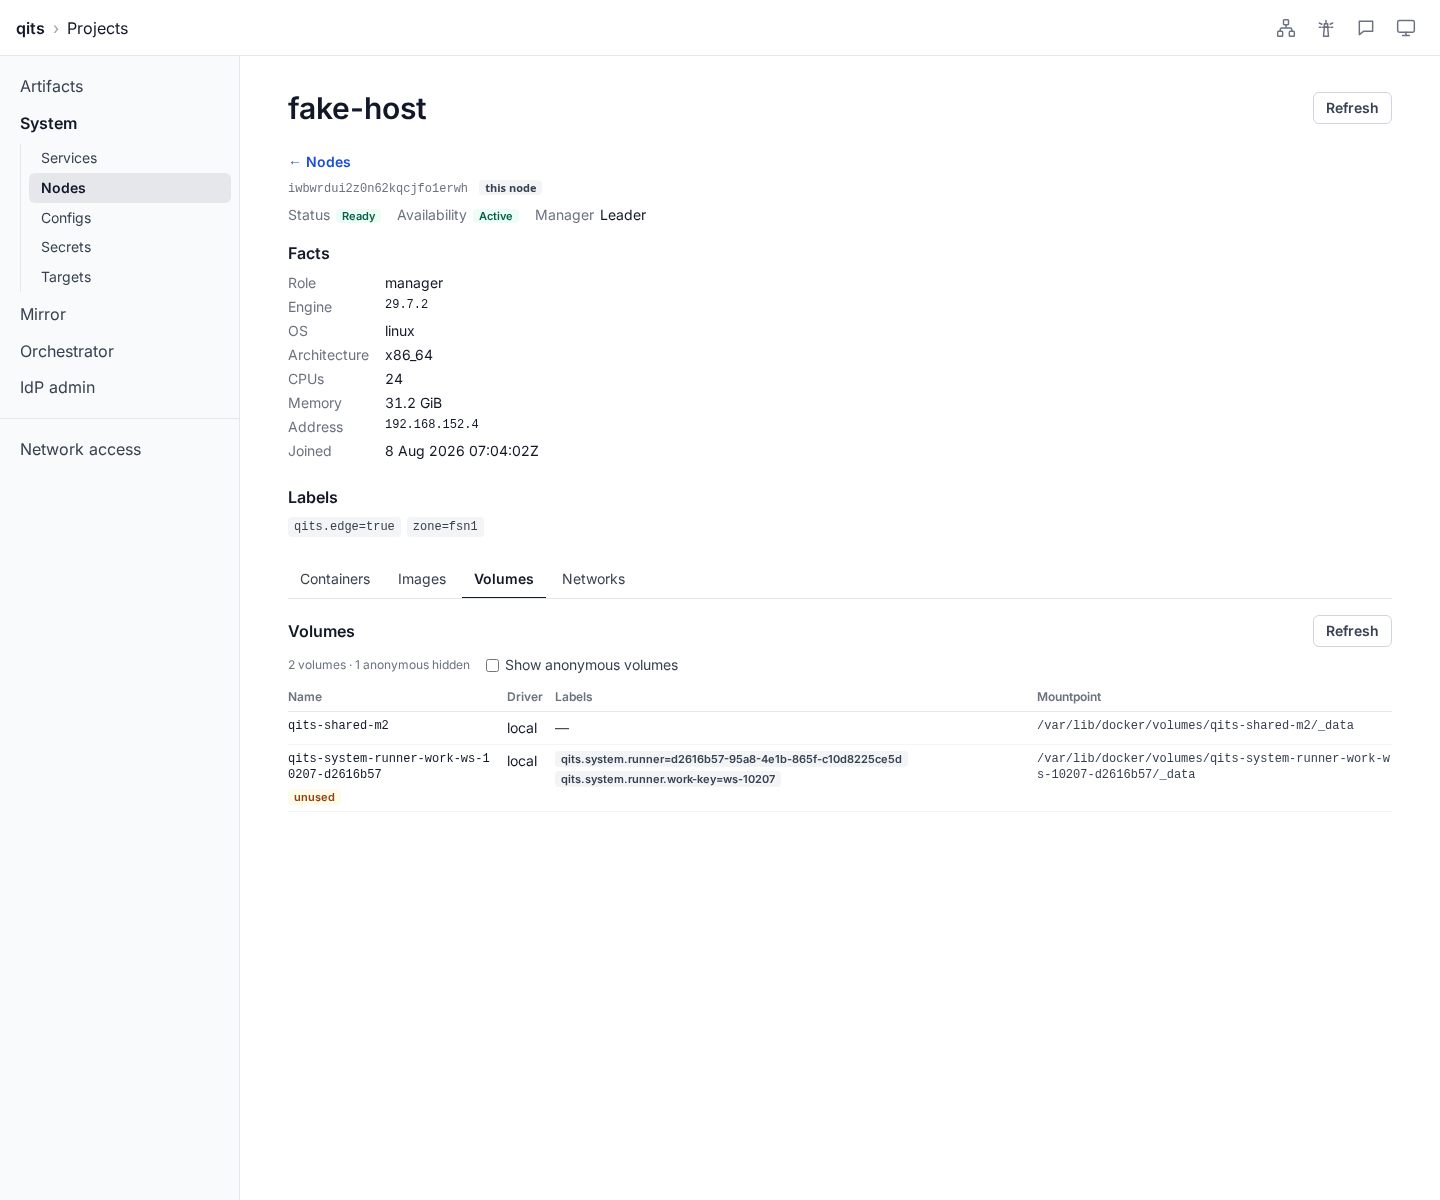 qits › Projects
Artifacts
System
Services
Nodes
Configs
Secrets
Targets
Mirror
Orchestrator
IdP admin
Network access
fake-host
Refresh
← Nodes
iwbwrdui2z0n62kqcjfo1erwh this node
Status Ready Availability Active Manager Leader
Facts
Role manager
Engine 29.7.2
OS linux
Architecture x86_64
CPUs 24
Memory 31.2 GiB
Address 192.168.152.4
Joined 8 Aug 2026 07:04:02Z
Labels
qits.edge=true zone=fsn1
Containers Images Volumes Networks
Volumes
Refresh
2 volumes · 1 anonymous hidden Show anonymous volumes
Name Driver Labels Mountpoint
qits-shared-m2 local — /var/lib/docker/volumes/qits-shared-m2/_data
qits-system-runner-work-ws-1 local qits.system.runner=d2616b57-95a8-4e1b-865f-c10d8225ce5d /var/lib/docker/volumes/qits-system-runner-work-w
0207-d2616b57 qits.system.runner.work-key=ws-10207 s-10207-d2616b57/_data
unused